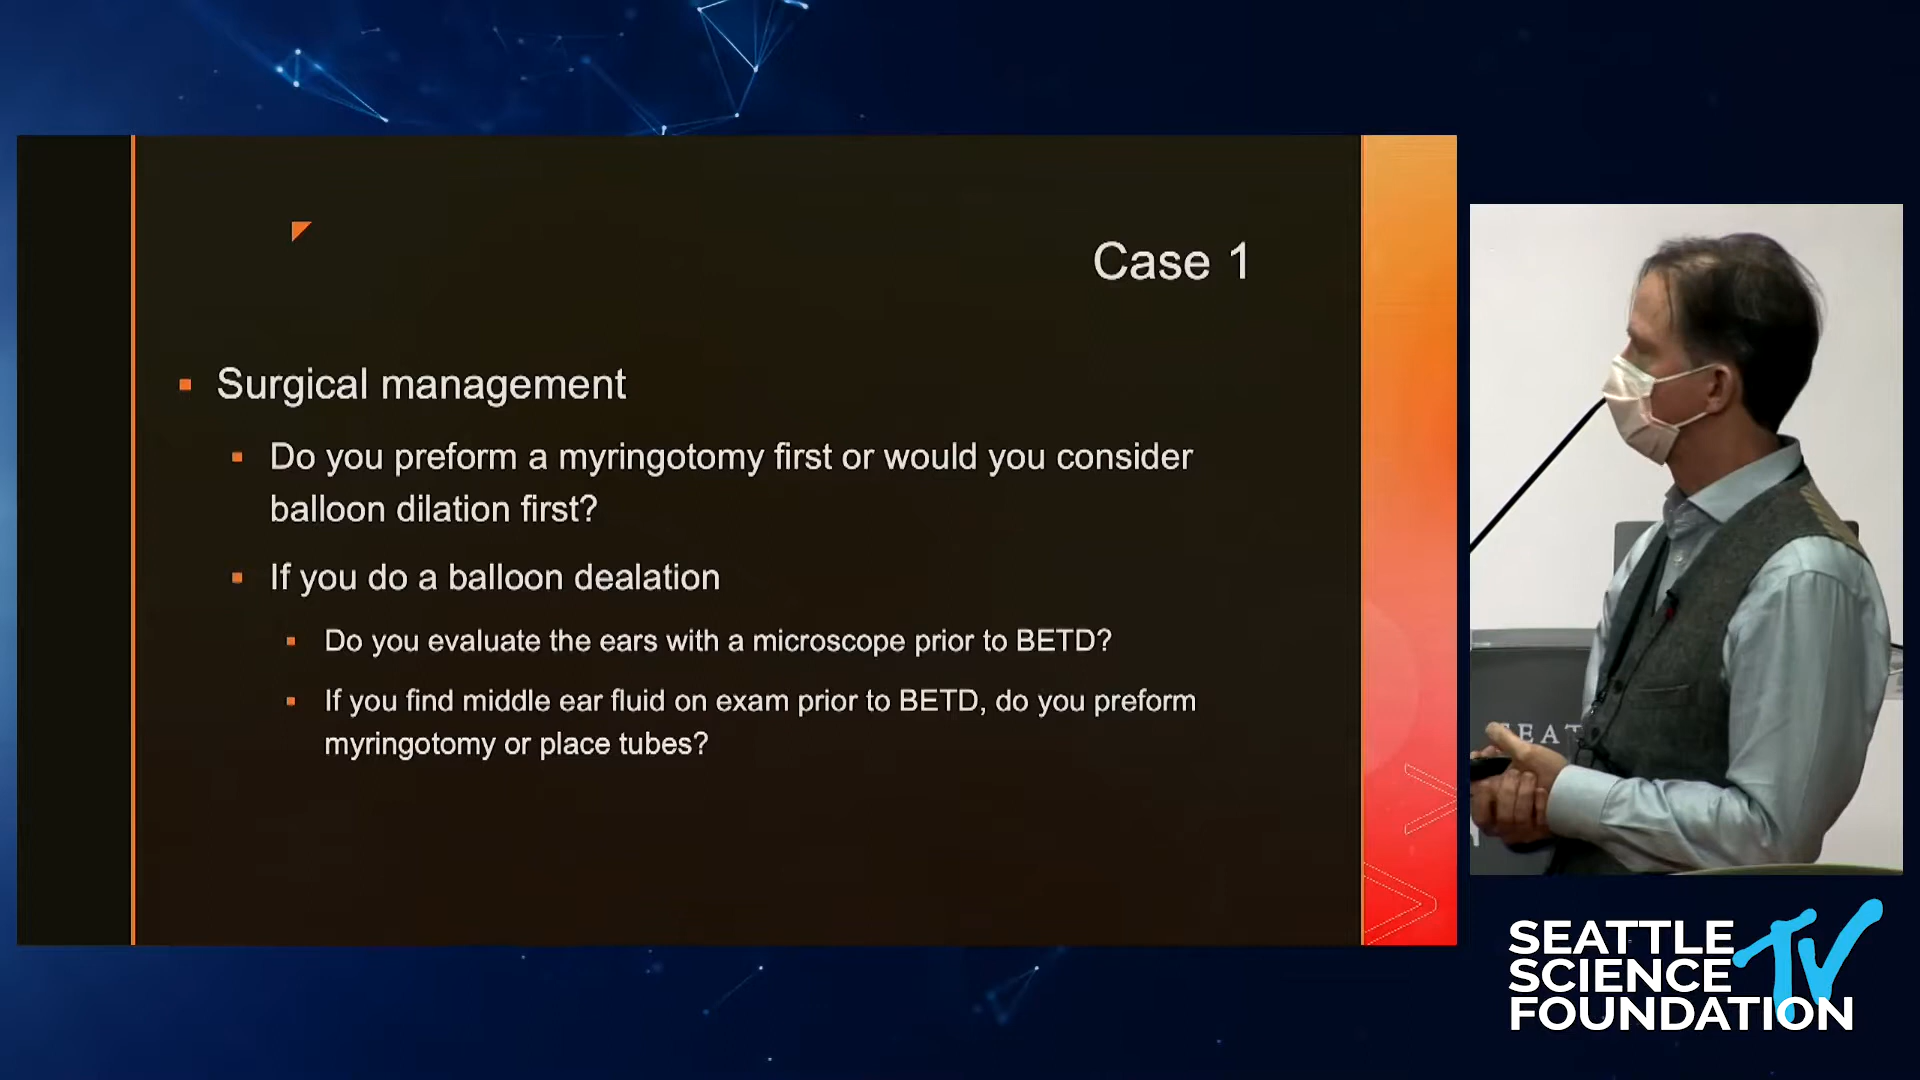 Case 1
Surgical management
Do you preform a myringotomy first or would you consider
balloon dilation first?
If you do a balloon dealation
Do you evaluate the ears with a microscope prior to BETD?
If you find middle ear fluid on exam prior to BETD, do you preform
myringotomy or place tubes?
SEAT
SEATTLE
SCIENCE
FOUNDATION
TV